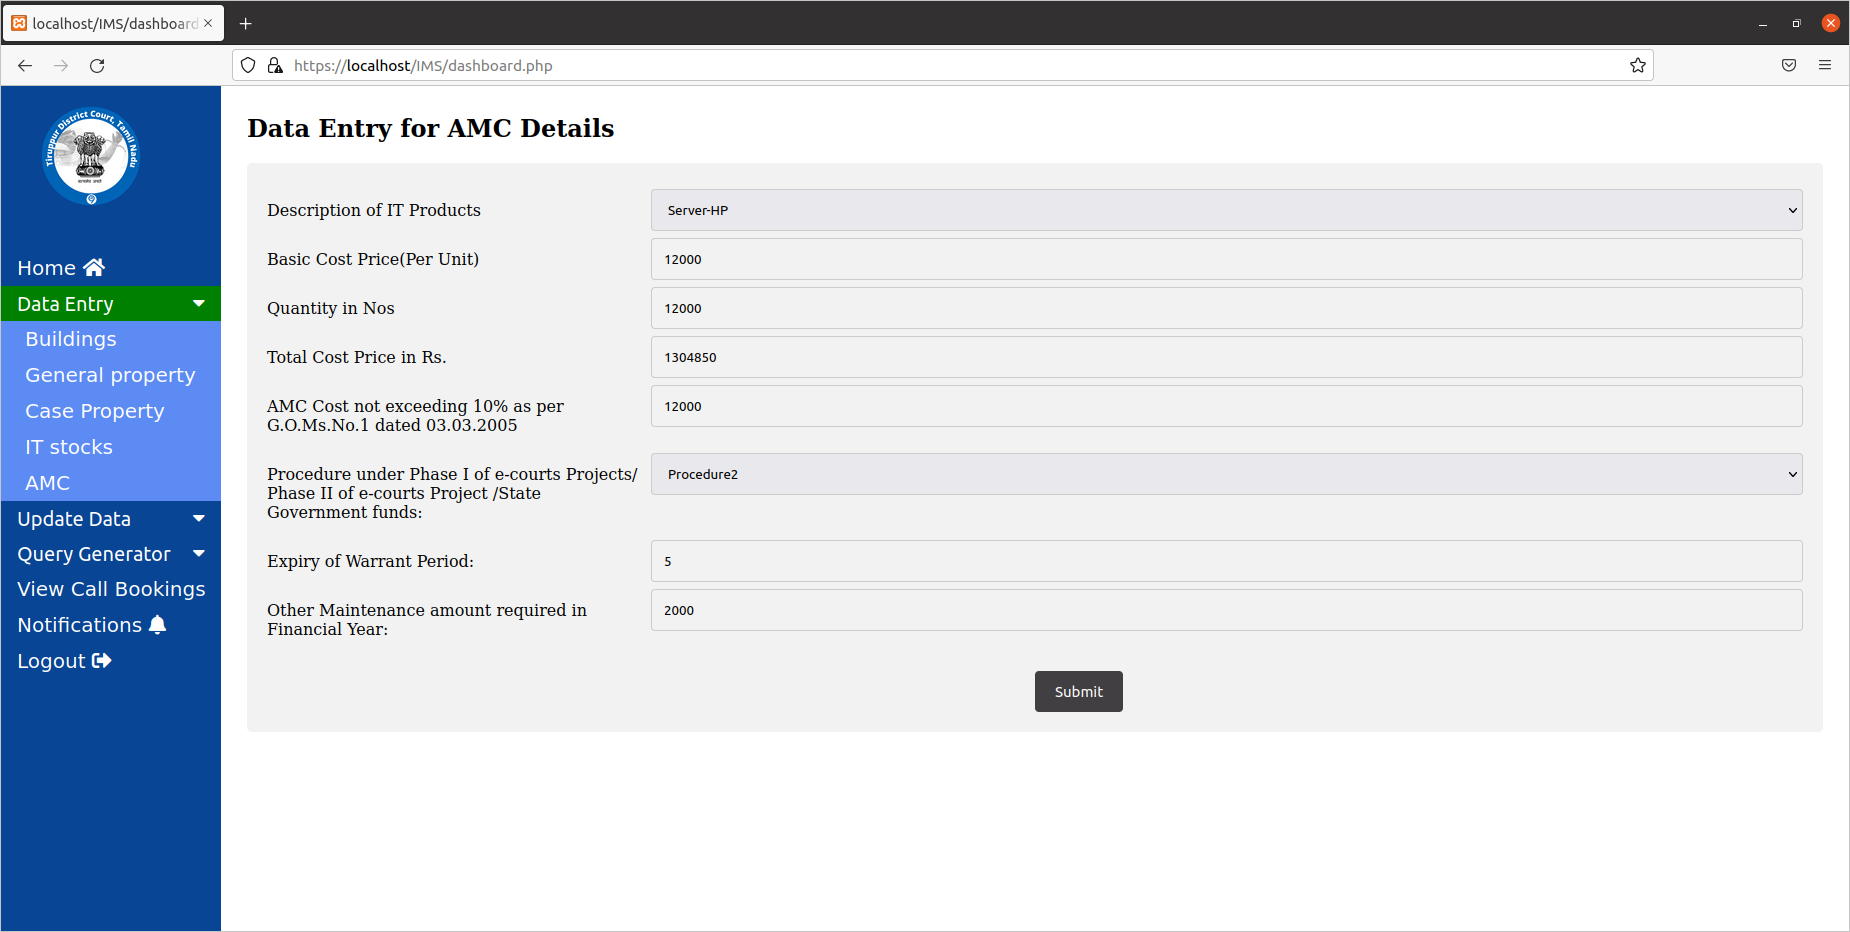 localhost/IMS/dashboard
https://localhost/IMS/dashboard.php
Tiruppur District Court, Tamil Nadu
Data Entry for AMC Details
Home
Data Entry
Buildings
General property
Case Property
IT stocks
AMC
Update Data
Query Generator
View Call Bookings
Notifications
Logout
Description of IT Products
Server-HP
Basic Cost Price(Per Unit)
12000
Quantity in Nos
12000
Total Cost Price in Rs.
1304850
AMC Cost not exceeding 10% as per
G.O.Ms.No.1 dated 03.03.2005
12000
Procedure under Phase I of e-courts Projects/
Phase II of e-courts Project /State
Government funds:
Procedure2
Expiry of Warrant Period:
5
Other Maintenance amount required in
Financial Year:
2000
Submit